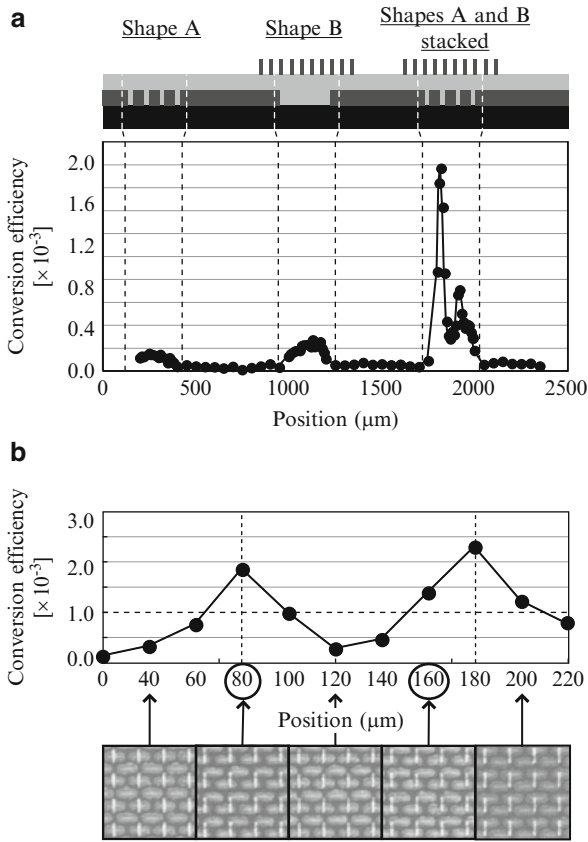 a
Shape A
Shape B
Shapes A and B
stacked
Conversion efficiency
[× 10⁻³]
2.0
1.6
1.2
0.8
0.4
0.0
0
500
1000
1500
2000
2500
Position (μm)
b
Conversion efficiency
[× 10⁻³]
3.0
2.0
1.0
0.0
0
40
60
80
100
120
140
160
180
200
220
Position (μm)